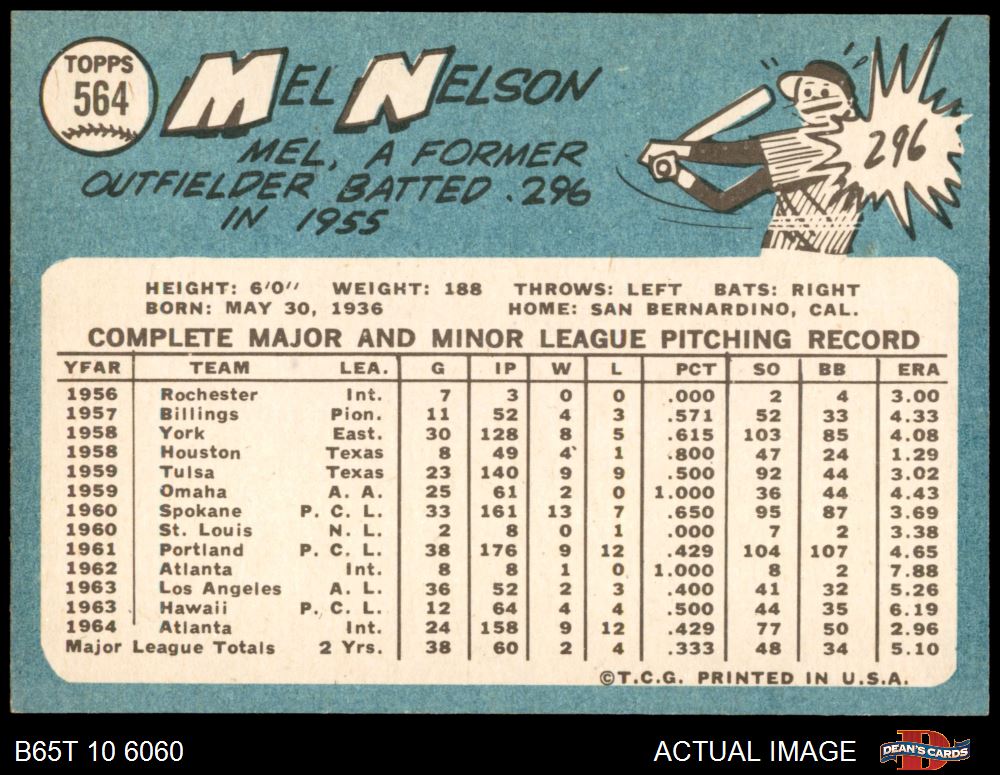 TOPPS
564
MEL NELSON
MEL, A FORMER
OUTFIELDER BATTED .296
IN 1955
296
HEIGHT: 6'0" WEIGHT: 188 THROWS: LEFT BATS: RIGHT
BORN: MAY 30, 1936 HOME: SAN BERNARDINO, CAL.
COMPLETE MAJOR AND MINOR LEAGUE PITCHING RECORD
YEAR TEAM LEA. G IP W L PCT SO BB ERA
1956 Rochester Int. 7 3 0 0 .000 2 4 3.00
1957 Billings Pion. 11 52 4 3 .571 52 33 4.33
1958 York East. 30 128 8 5 .615 103 85 4.08
1958 Houston Texas 8 49 4 1 .800 47 24 1.29
1959 Tulsa Texas 23 140 9 9 .500 92 44 3.02
1959 Omaha A. A. 25 61 2 0 1.000 36 44 4.43
1960 Spokane P. C. L. 33 161 13 7 .650 95 87 3.69
1960 St. Louis N. L. 2 8 0 1 .000 7 2 3.38
1961 Portland P. C. L. 38 176 9 12 .429 104 107 4.65
1962 Atlanta Int. 8 8 1 0 1.000 8 2 7.88
1963 Los Angeles A. L. 36 52 2 3 .400 41 32 5.26
1963 Hawaii P. C. L. 12 64 4 4 .500 44 35 6.19
1964 Atlanta Int. 24 158 9 12 .429 77 50 2.96
Major League Totals 2 Yrs. 38 60 2 4 .333 48 34 5.10
©T.C.G. PRINTED IN U.S.A.
B65T 10 6060 ACTUAL IMAGE DEAN'S CARDS